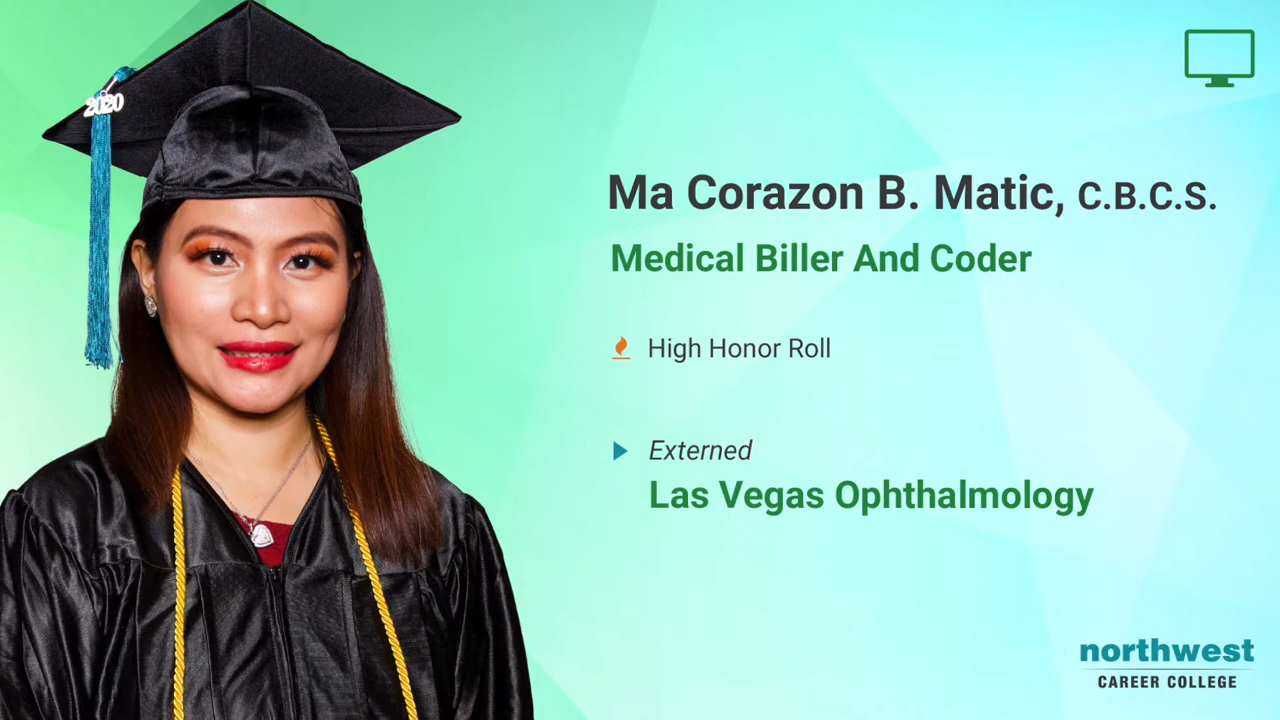 2020
Ma Corazon B. Matic, C.B.C.S.
Medical Biller And Coder
High Honor Roll
Externed
Las Vegas Ophthalmology
northwest
CAREER COLLEGE